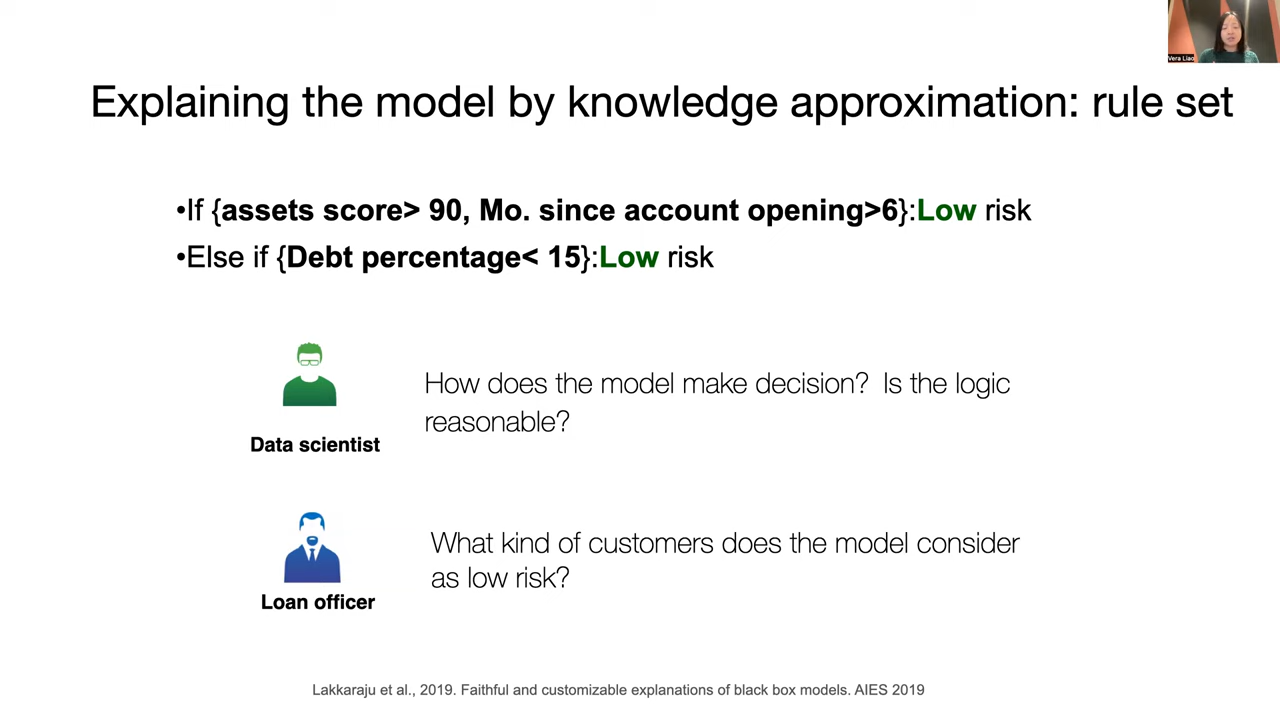 Vera Liao
Explaining the model by knowledge approximation: rule set
•If {assets score> 90, Mo. since account opening>6}:Low risk
•Else if {Debt percentage< 15}:Low risk
How does the model make decision?  Is the logic
reasonable?
Data scientist
What kind of customers does the model consider
as low risk?
Loan officer
Lakkaraju et al., 2019. Faithful and customizable explanations of black box models. AIES 2019